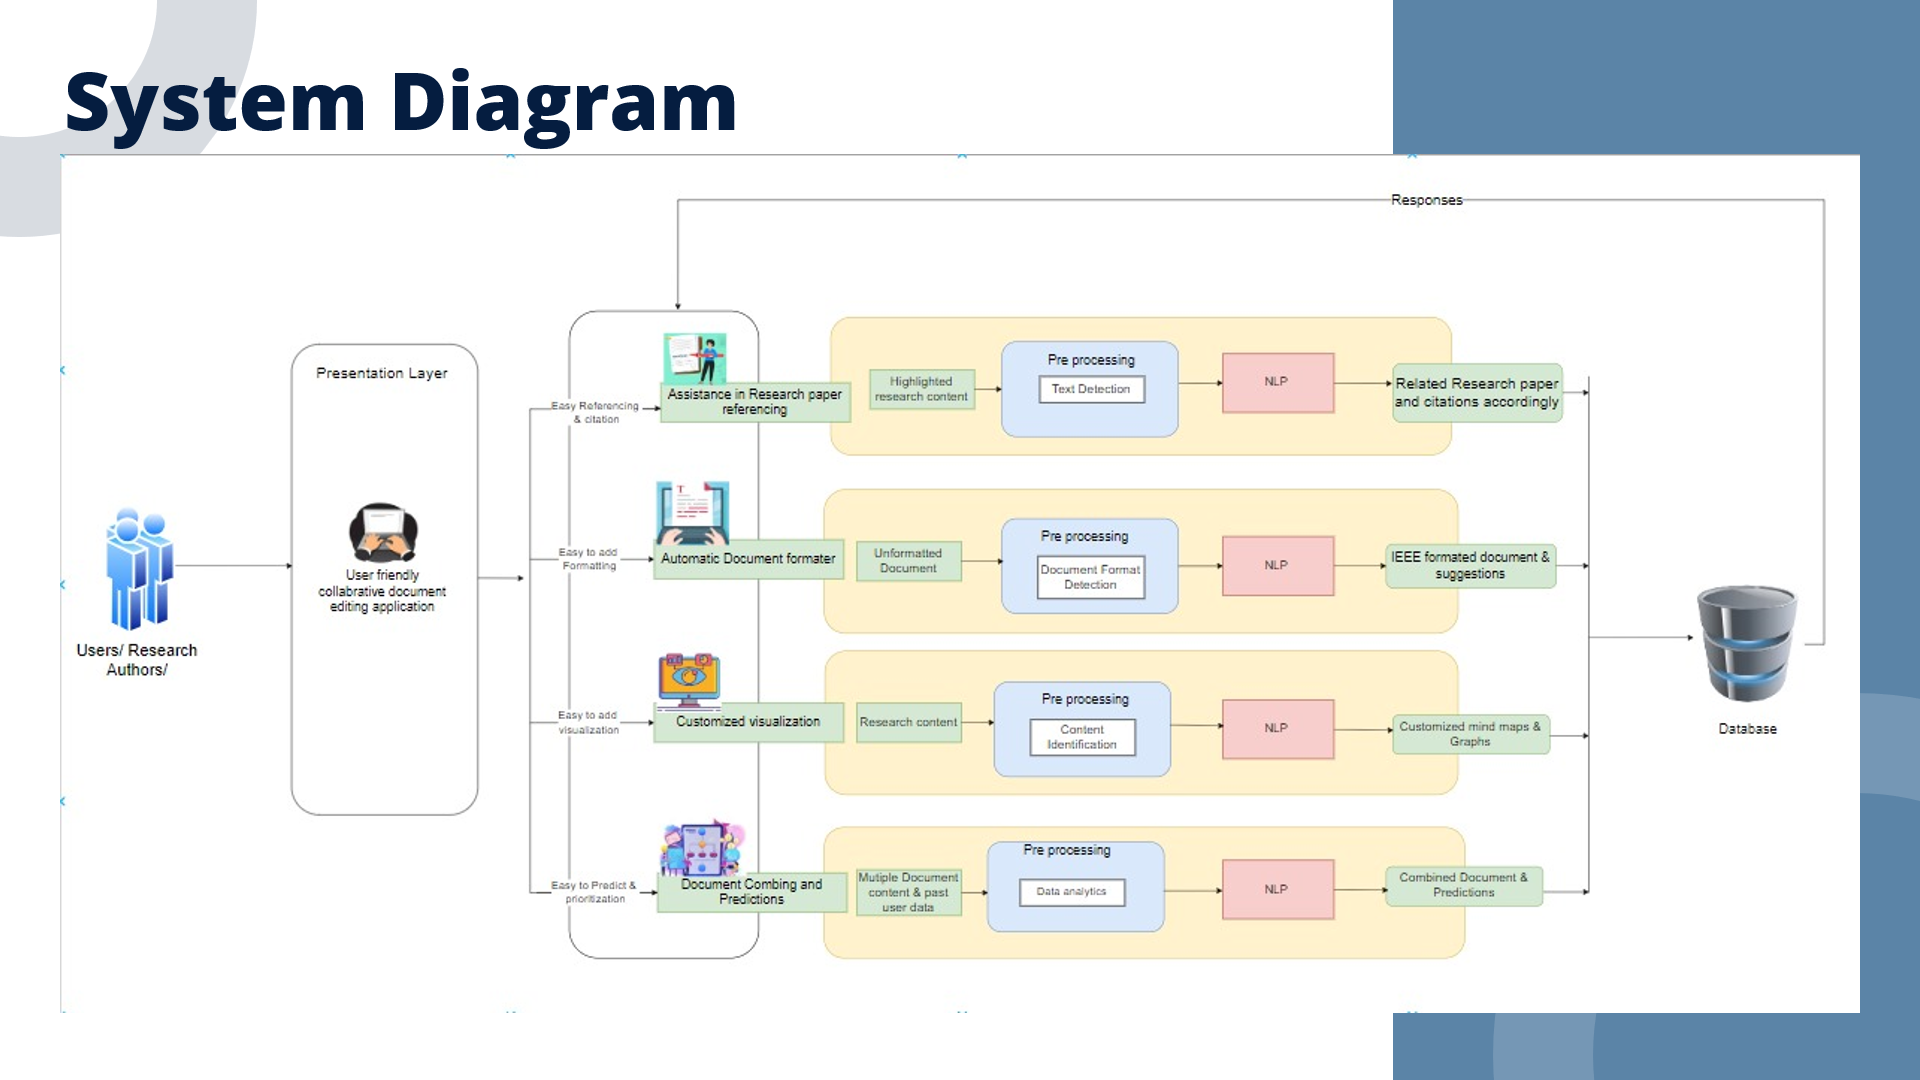 System Diagram
Responses
Presentation Layer
User friendly
collabrative document
editing application
Users/ Research
Authors/
Easy Referencing
& citation
Assistance in Research paper
referencing
Highlighted
research content
Pre processing
Text Detection
NLP
Related Research paper
and citations accordingly
Easy to add
Formatting
Automatic Document formater
Unformatted
Document
Pre processing
Document Format
Detection
NLP
IEEE formated document &
suggestions
Easy to add
visualization
Customized visualization
Research content
Pre processing
Content
Identification
NLP
Customized mind maps &
Graphs
Easy to Predict &
prioritization
Document Combing and
Predictions
Mutiple Document
content & past
user data
Pre processing
Data analytics
NLP
Combined Document &
Predictions
Database